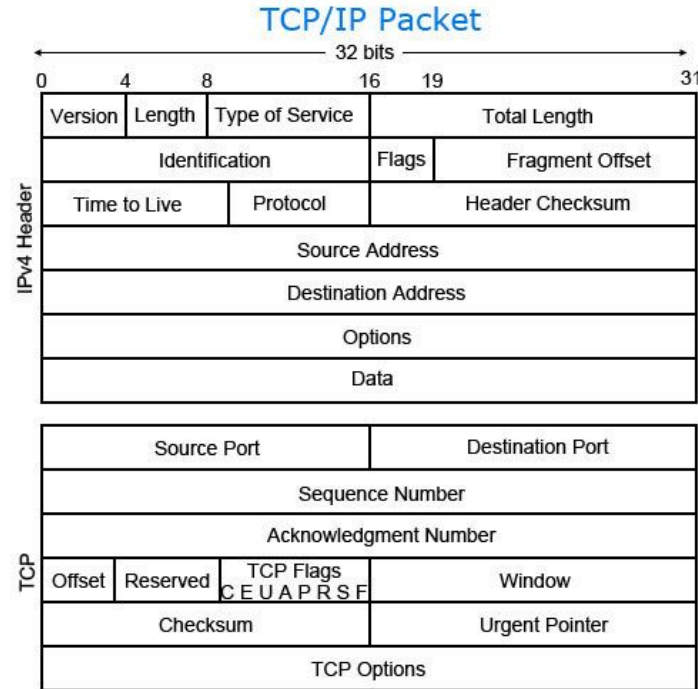 TCP/IP Packet
32 bits
0 4 8 16 19 31
Version Length Type of Service Total Length
Identification Flags Fragment Offset
Time to Live Protocol Header Checksum
Source Address
Destination Address
Options
Data
IPv4 Header
Source Port Destination Port
Sequence Number
Acknowledgment Number
Offset Reserved TCP Flags Window
C E U A P R S F
Checksum Urgent Pointer
TCP Options
TCP